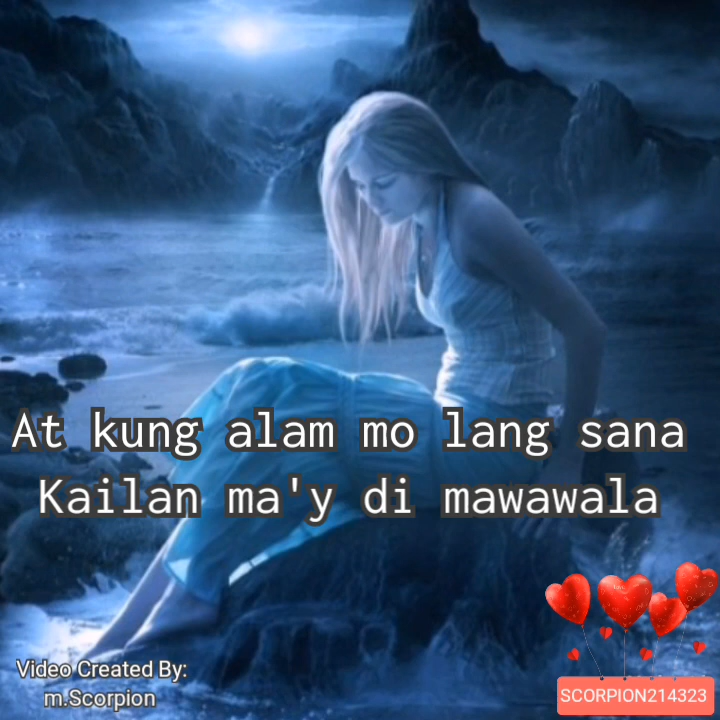 At kung alam mo lang sana
Kailan ma'y di mawawala
Video Created By:
m.Scorpion
SCORPION214323